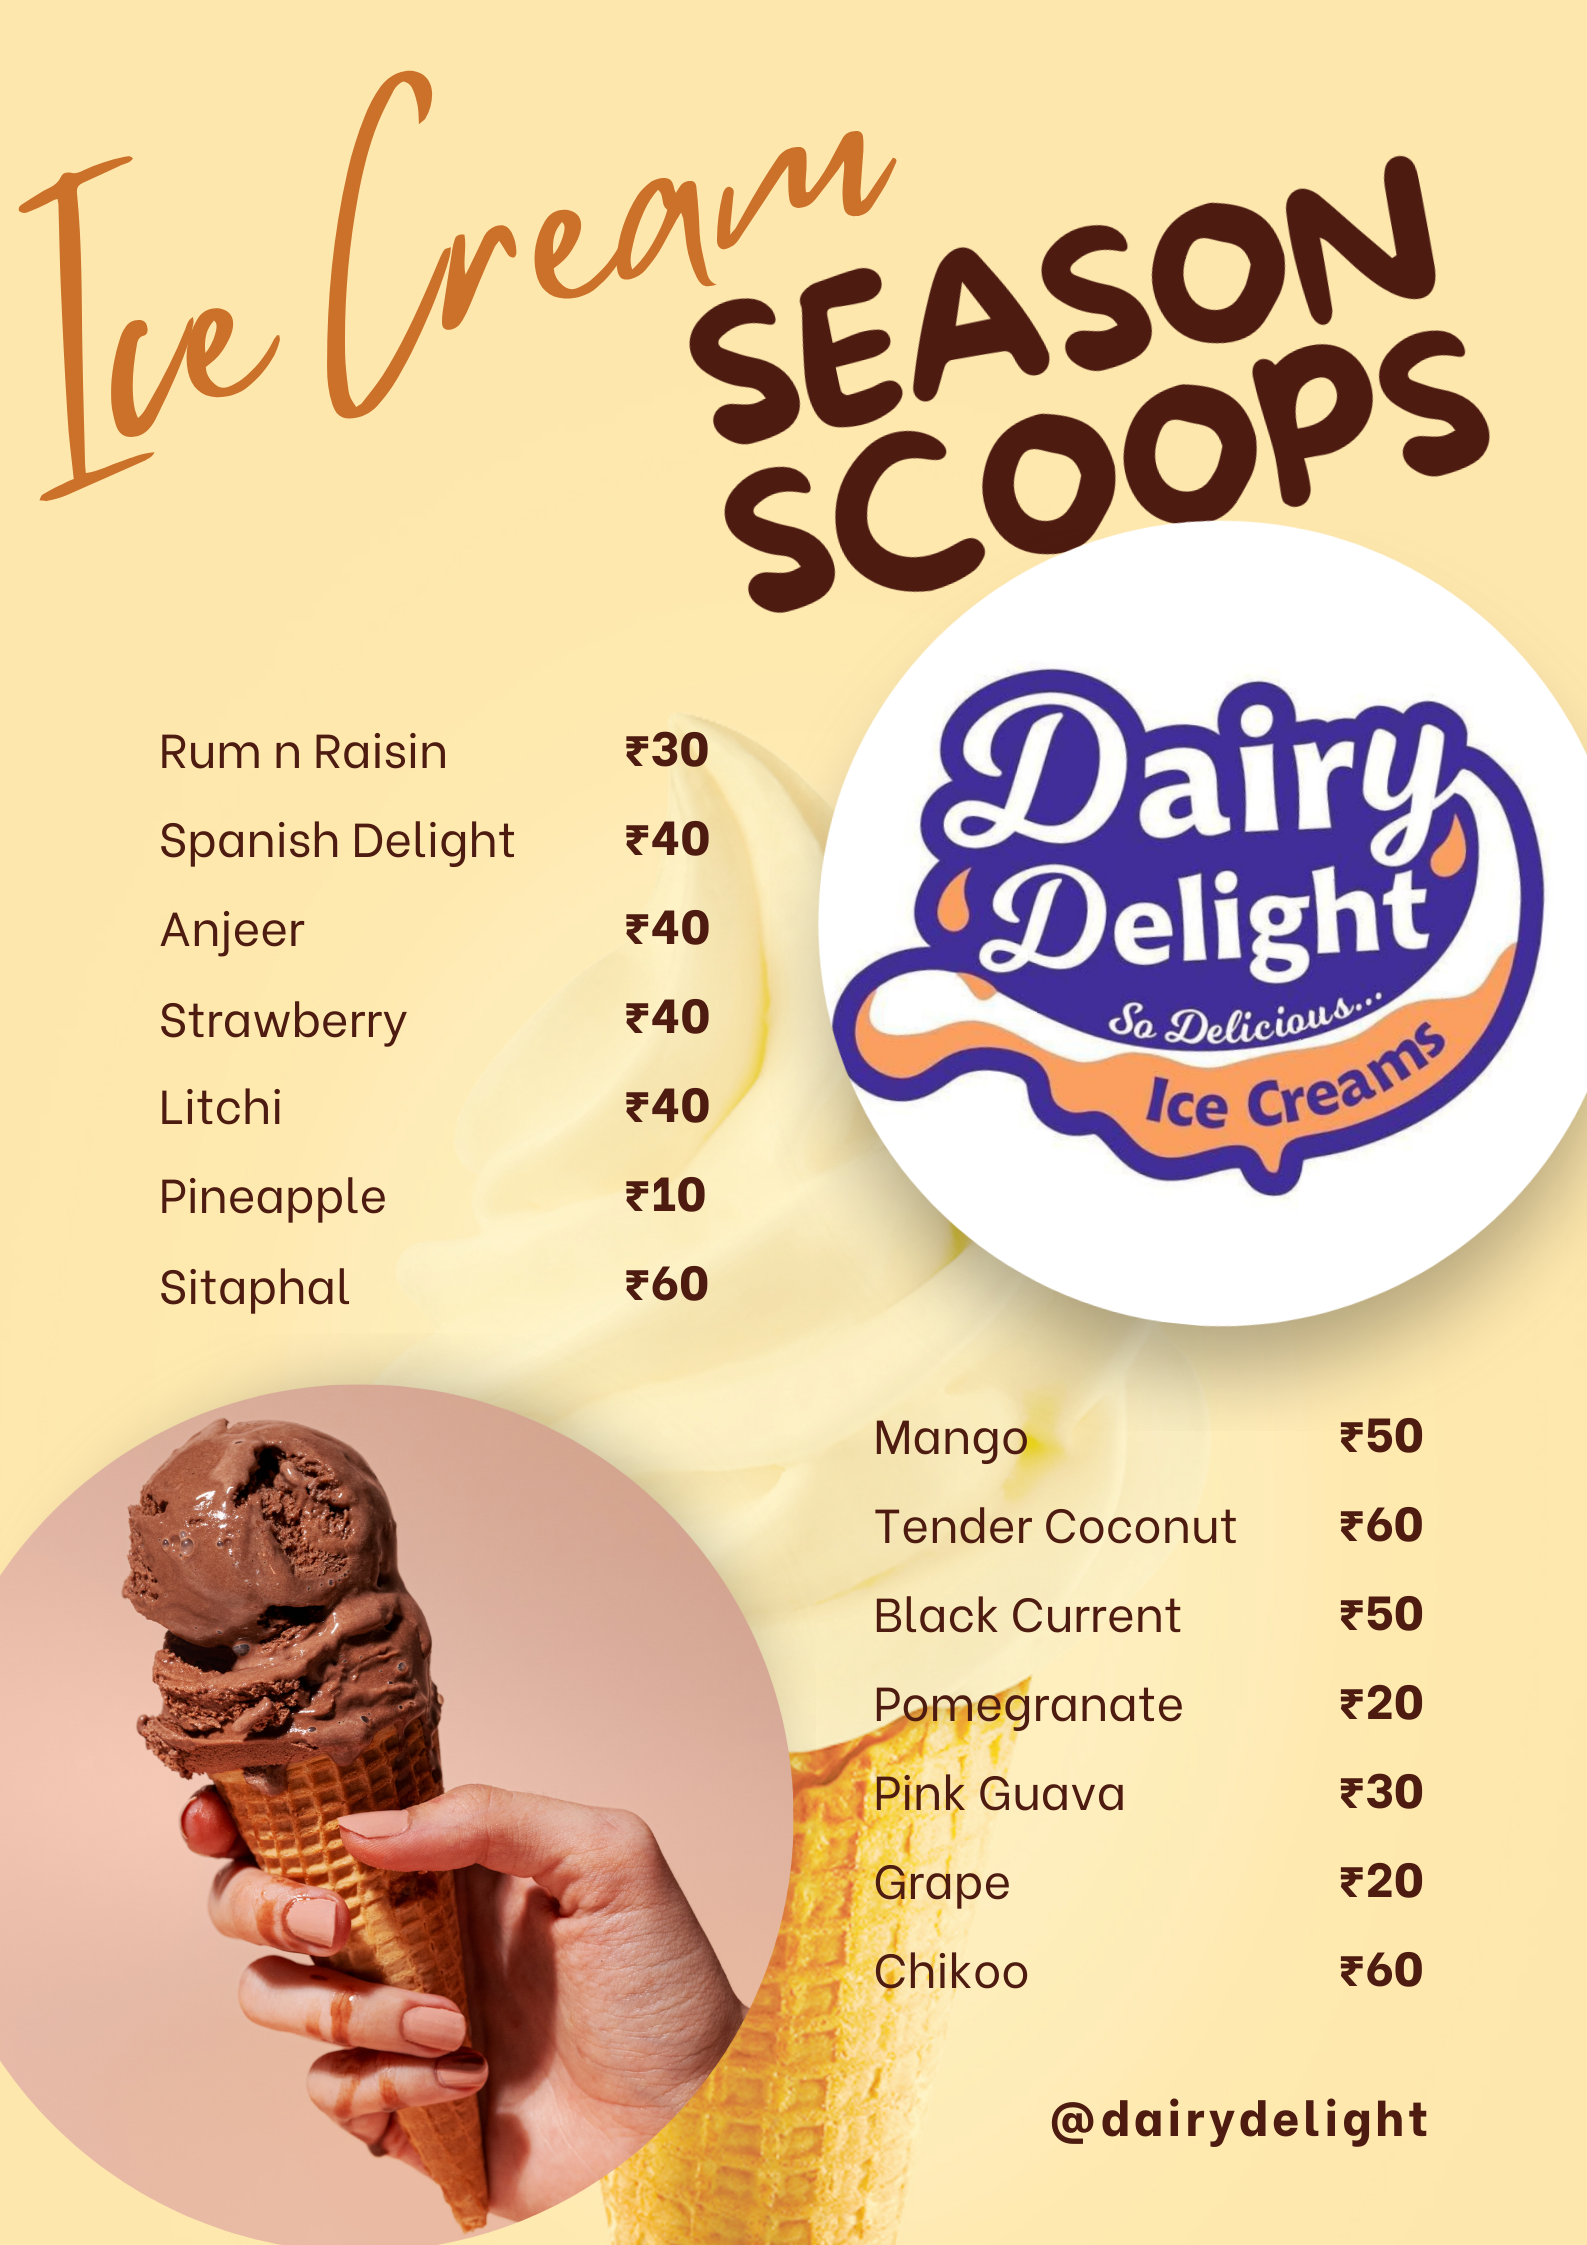 Ice Cream
SEASON
SCOOPS
Dairy
Delight
So Delicious...
Ice Creams
Rum n Raisin ₹30
Spanish Delight ₹40
Anjeer ₹40
Strawberry ₹40
Litchi ₹40
Pineapple ₹10
Sitaphal ₹60
Mango ₹50
Tender Coconut ₹60
Black Current ₹50
Pomegranate ₹20
Pink Guava ₹30
Grape ₹20
Chikoo ₹60
@dairydelight